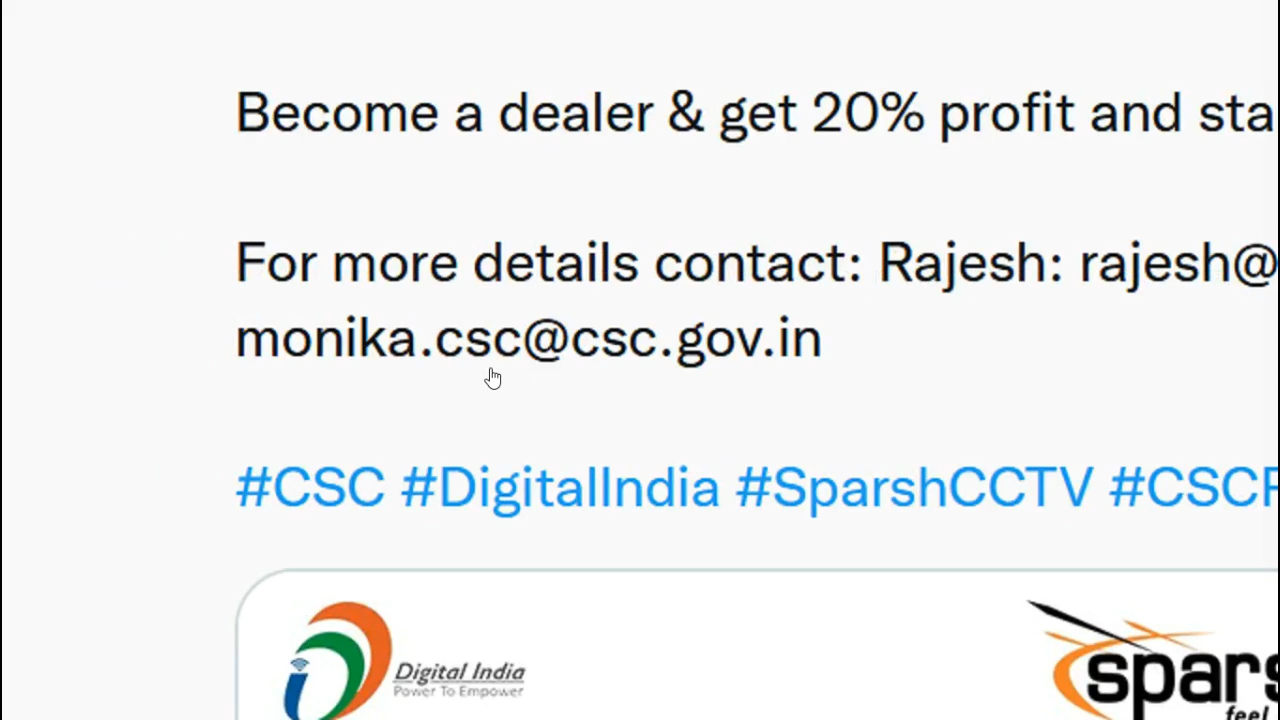 Become a dealer & get 20% profit and sta
For more details contact: Rajesh: rajesh@
monika.csc@csc.gov.in
#CSC #DigitalIndia #SparshCCTV #CSC
Digital India
Power To Empower
spars
feel